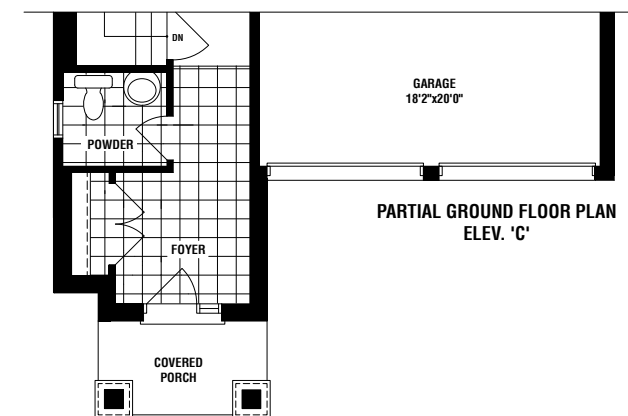 DN
GARAGE
18'2"x20'0"
POWDER
PARTIAL GROUND FLOOR PLAN
ELEV. 'C'
FOYER
COVERED
PORCH